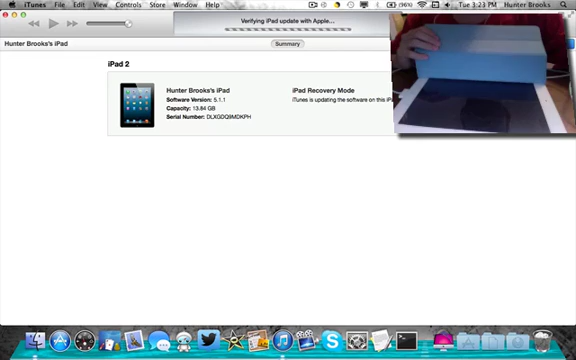 iTunes File Edit View Controls Store Window Help
(96%) Tue 3:23 PM Hunter Brooks
Verifying iPad update with Apple...
Hunter Brooks's iPad
Summary
iPad 2
Hunter Brooks's iPad
Software Version: 5.1.1
Capacity: 13.84 GB
Serial Number: DLXGDQ9MDKPH
iPad Recovery Mode
iTunes is updating the software on this iPa